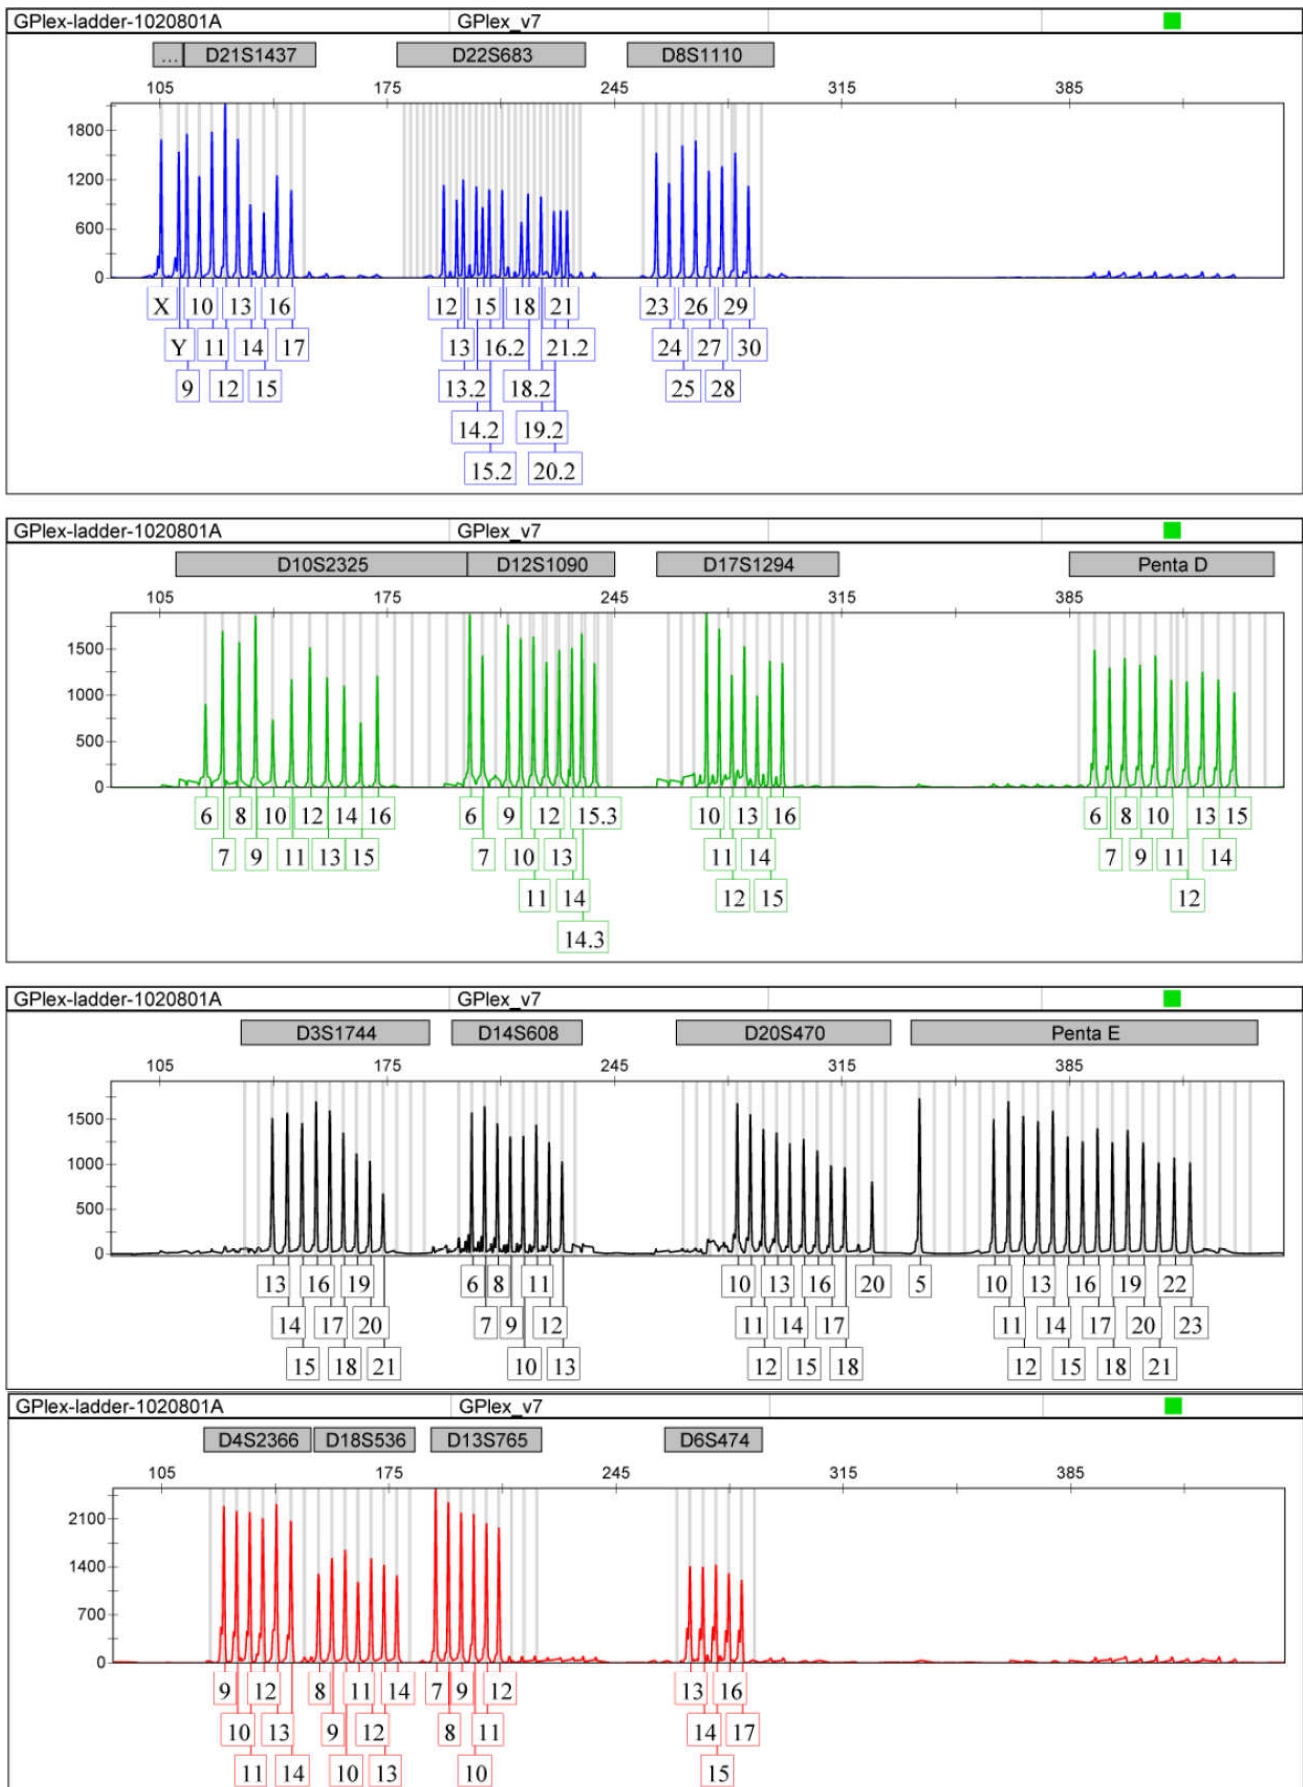 GPlex-ladder-1020801A GPlex_v7
... D21S1437 D22S683 D8S1110
105 175 245 315 385
1800
1200
600
0
X 10 13 16 12 15 18 21 23 26 29
Y 11 14 17 13 16.2 21.2 24 27 30
9 12 15 13.2 18.2 25 28
14.2 19.2
15.2 20.2
GPlex-ladder-1020801A GPlex_v7
D10S2325 D12S1090 D17S1294 Penta D
105 175 245 315 385
1500
1000
500
0
6 8 10 12 14 16 6 9 12 15.3 10 13 16 6 8 10 13 15
7 9 11 13 15 7 10 13 11 14 7 9 11 14
11 14 12 15 12
14.3
GPlex-ladder-1020801A GPlex_v7
D3S1744 D14S608 D20S470 Penta E
105 175 245 315 385
1500
1000
500
0
13 16 19 6 8 11 10 13 16 20 5 10 13 16 19 22
14 17 20 7 9 12 11 14 17 11 14 17 20 23
15 18 21 10 13 12 15 18 12 15 18 21
GPlex-ladder-1020801A GPlex_v7
D4S2366 D18S536 D13S765 D6S474
105 175 245 315 385
2100
1400
700
0
9 12 8 11 14 7 9 12 13 16
10 13 9 12 8 11 14 17
11 14 10 13 10 15